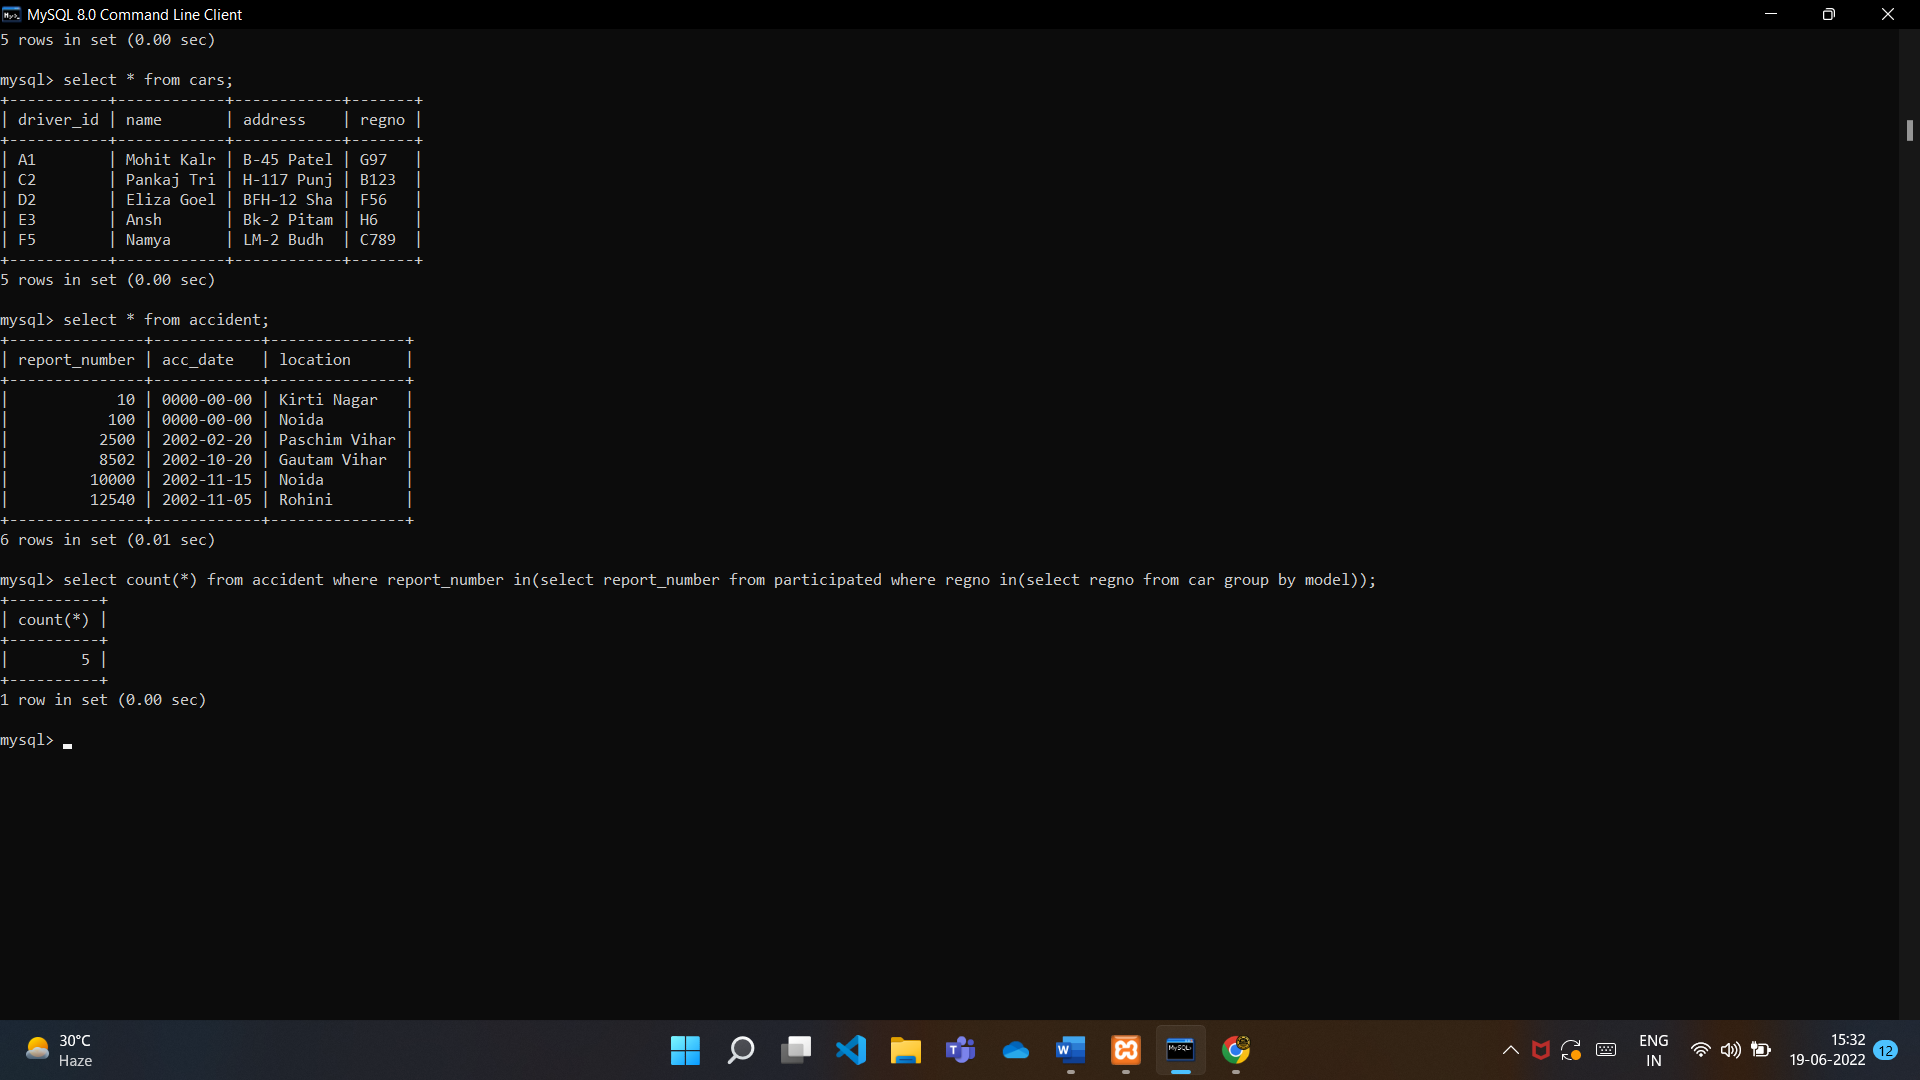 MySQL 8.0 Command Line Client
5 rows in set (0.00 sec)
mysql> select * from cars;
+-----------+------------+------------+-------+
| driver_id | name       | address    | regno |
+-----------+------------+------------+-------+
| A1        | Mohit Kalr | B-45 Patel | G97   |
| C2        | Pankaj Tri | H-117 Punj | B123  |
| D2        | Eliza Goel | BFH-12 Sha | F56   |
| E3        | Ansh       | Bk-2 Pitam | H6    |
| F5        | Namya      | LM-2 Budh  | C789  |
+-----------+------------+------------+-------+
5 rows in set (0.00 sec)
mysql> select * from accident;
+---------------+------------+---------------+
| report_number | acc_date   | location      |
+---------------+------------+---------------+
|            10 | 0000-00-00 | Kirti Nagar   |
|           100 | 0000-00-00 | Noida         |
|          2500 | 2002-02-20 | Paschim Vihar |
|          8502 | 2002-10-20 | Gautam Vihar  |
|         10000 | 2002-11-15 | Noida         |
|         12540 | 2002-11-05 | Rohini        |
+---------------+------------+---------------+
6 rows in set (0.01 sec)
mysql> select count(*) from accident where report_number in(select report_number from participated where regno in(select regno from car group by model));
+----------+
| count(*) |
+----------+
|        5 |
+----------+
1 row in set (0.00 sec)
mysql>
30°C
Haze
ENG
IN
15:32
19-06-2022
12